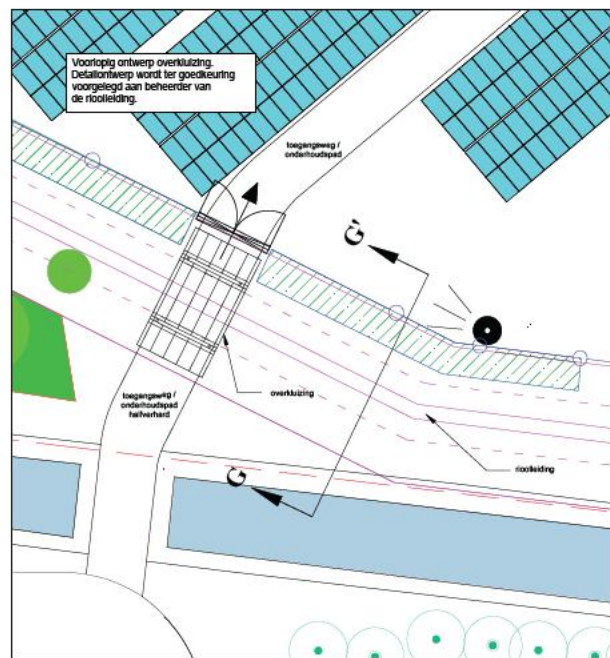 Voorlopig ontwerp overkluizing.
Detailontwerp wordt ter goedkeuring
voorgelegd aan beheerder van
de rioolleiding.
toegangsweg /
onderhoudspad
G'
overkluizing
toegangsweg /
onderhoudspad
halfverhard
rioolleiding
G